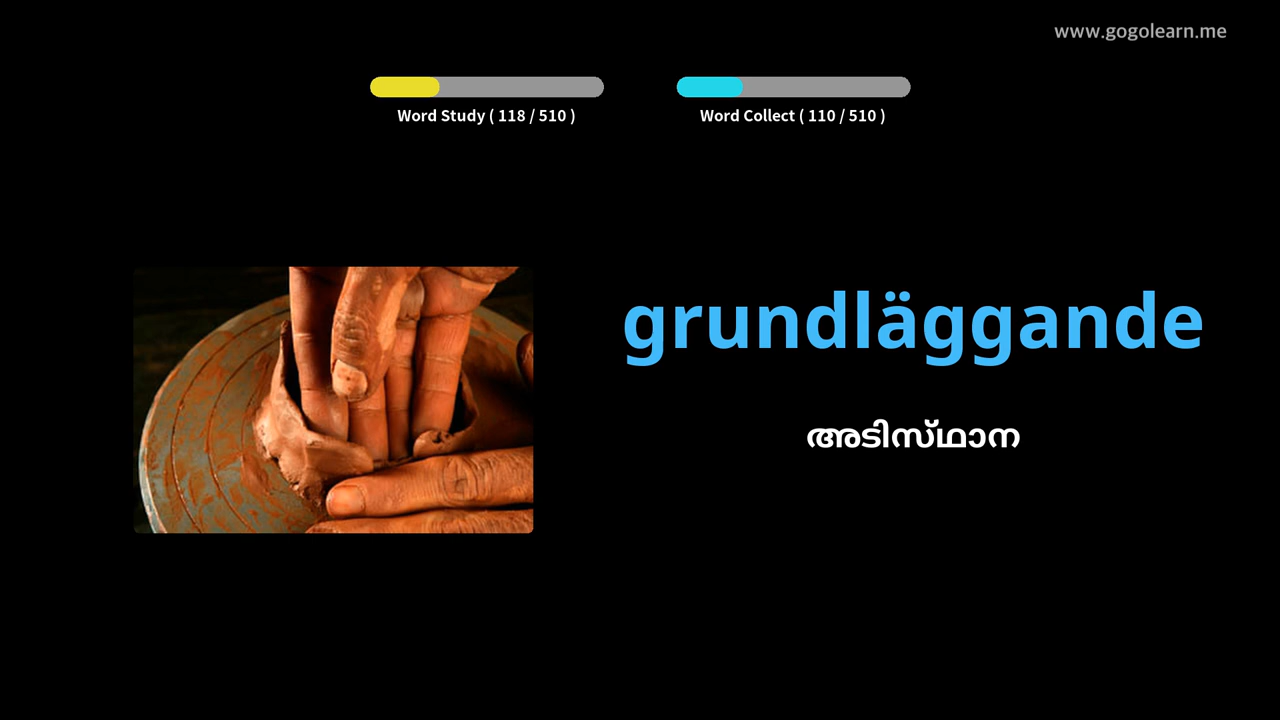 www.gogolearn.me
Word Study ( 118 / 510 )
Word Collect ( 110 / 510 )
grundläggande
അടിസ്ഥാന